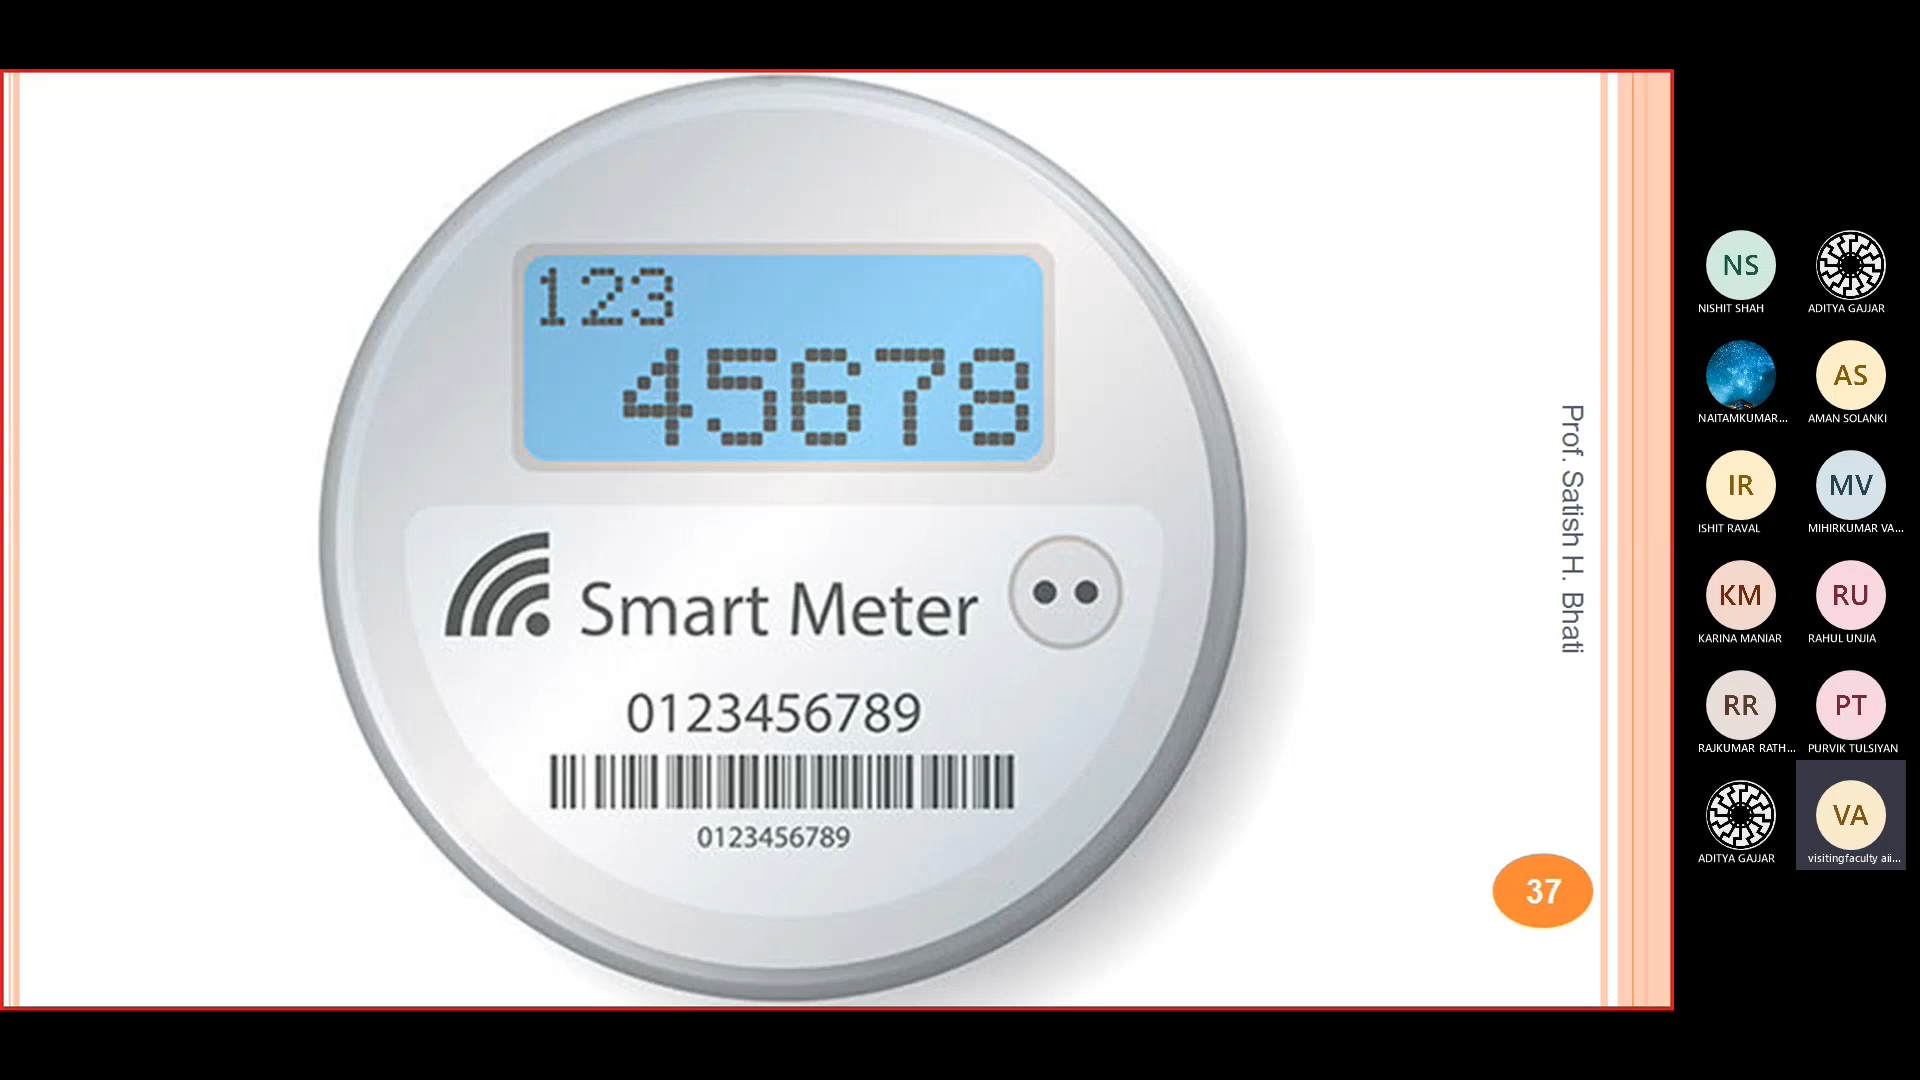 123
45678
Smart Meter
0123456789
0123456789
Prof. Satish H. Bhati
37
NS
NISHIT SHAH
ADITYA GAJJAR
NAITAMKUMAR...
AS
AMAN SOLANKI
IR
ISHIT RAVAL
MV
MIHIRKUMAR VA...
KM
KARINA MANIAR
RU
RAHUL UNJIA
RR
RAJKUMAR RATH...
PT
PURVIK TULSIYAN
ADITYA GAJJAR
VA
visitingfaculty aii...